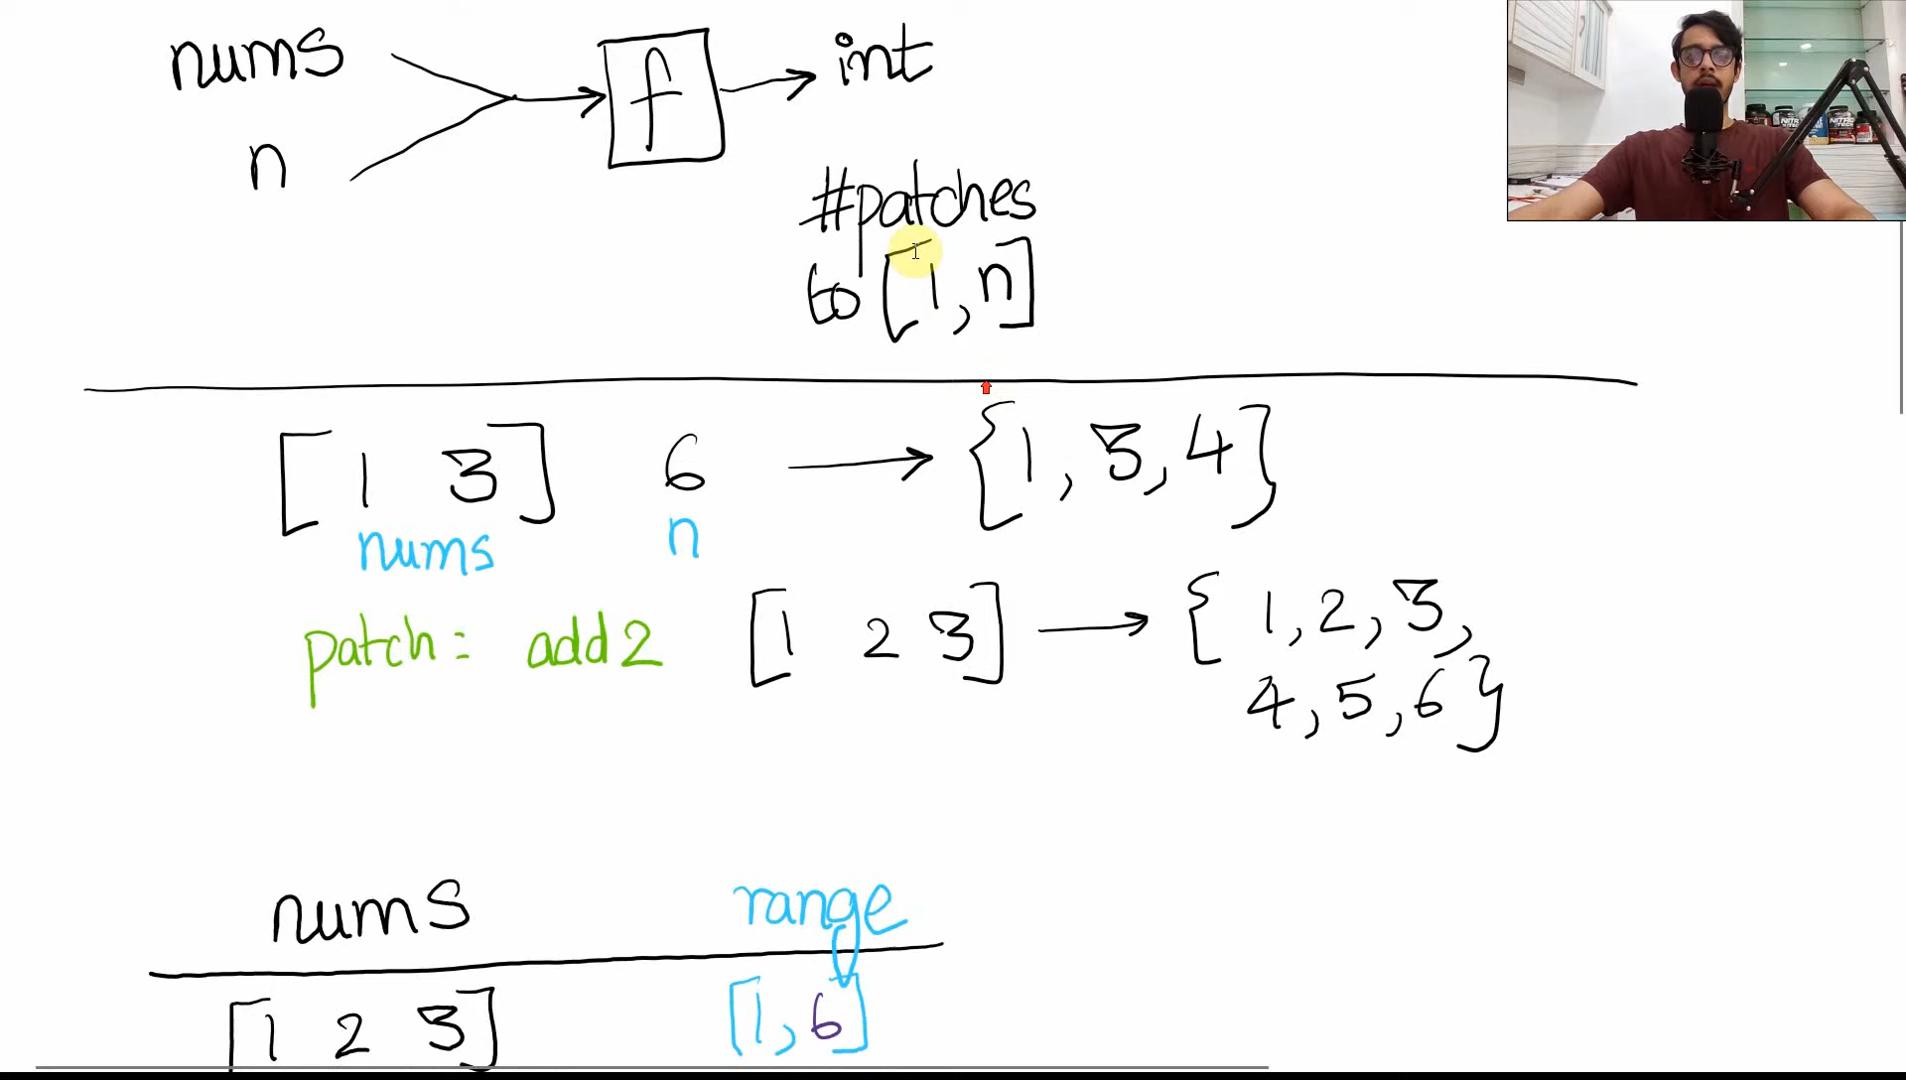 nums
n
f
int
#patches
to [1, n]
[1 3] 6 → {1, 3, 4}
nums n
patch: add 2 [1 2 3] → { 1, 2, 3,
4, 5, 6 }
nums range
[1 2 3] [1, 6]
NITRO